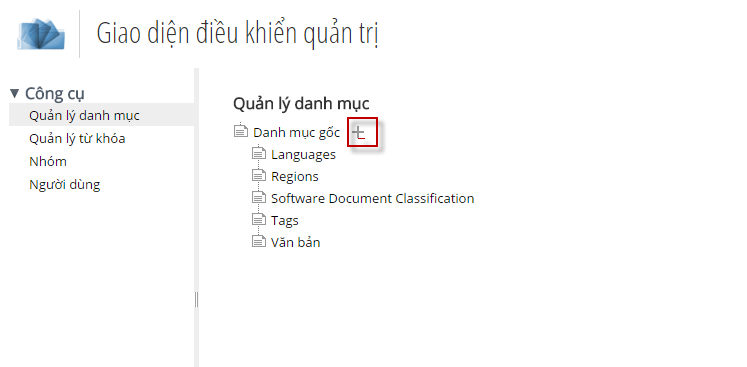 Giao diện điều khiển quản trị
Công cụ
Quản lý danh mục
Quản lý từ khóa
Nhóm
Người dùng
Quản lý danh mục
Danh mục gốc
Languages
Regions
Software Document Classification
Tags
Văn bản